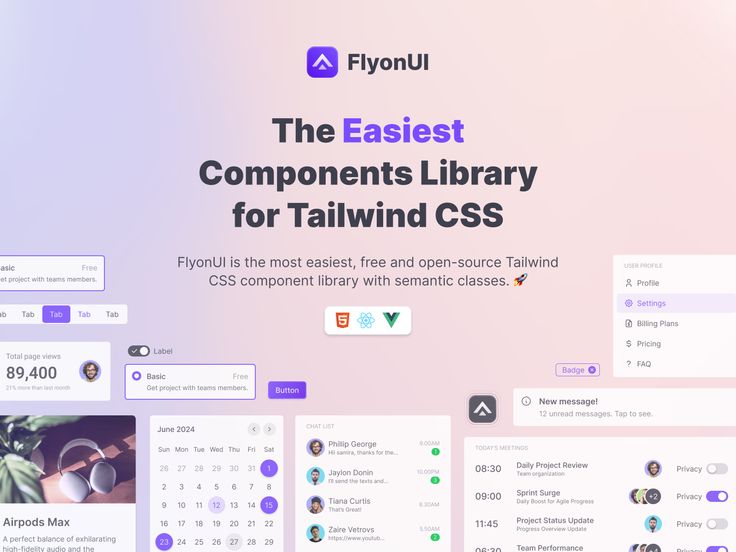 FlyonUI
The Easiest
Components Library
for Tailwind CSS
FlyonUI is the most easiest, free and open-source Tailwind
CSS component library with semantic classes.
Basic Free
Get project with teams members.
Tab Tab Tab Tab
Total page views
89,400
21% more than last month
Label
Basic Free
Get project with teams members.
Button
Airpods Max
A perfect balance of exhilarating
high-fidelity audio and the
June 2024
Sun Mon Tue Wed Thu Fri Sat
26 27 28 29 30 31 1
2 3 4 5 6 7 8
9 10 11 12 13 14 15
16 17 18 19 20 21 22
23 24 25 26 27 28 29
CHAT LIST
Philip George 9.00AM
Hii samira, thanks for the... 1
Jaylon Donin 10.00PM
I'll send the texts and... 3
Tiana Curtis 8.30AM
That's Great!
Zaire Vetrovs 5.50AM
https://www.youtub... 2
USER PROFILE
Profile
Settings
Billing Plans
Pricing
FAQ
Badge
New message!
12 unread messages. Tap to see.
TODAY'S MEETINGS
08:30 Daily Project Review Privacy
Team organization
09:00 Sprint Surge +2 Privacy
Daily Boost for Agile Progress
11:45 Project Status Update Privacy
Progress Overview Update
06:30 Team Performance Privacy